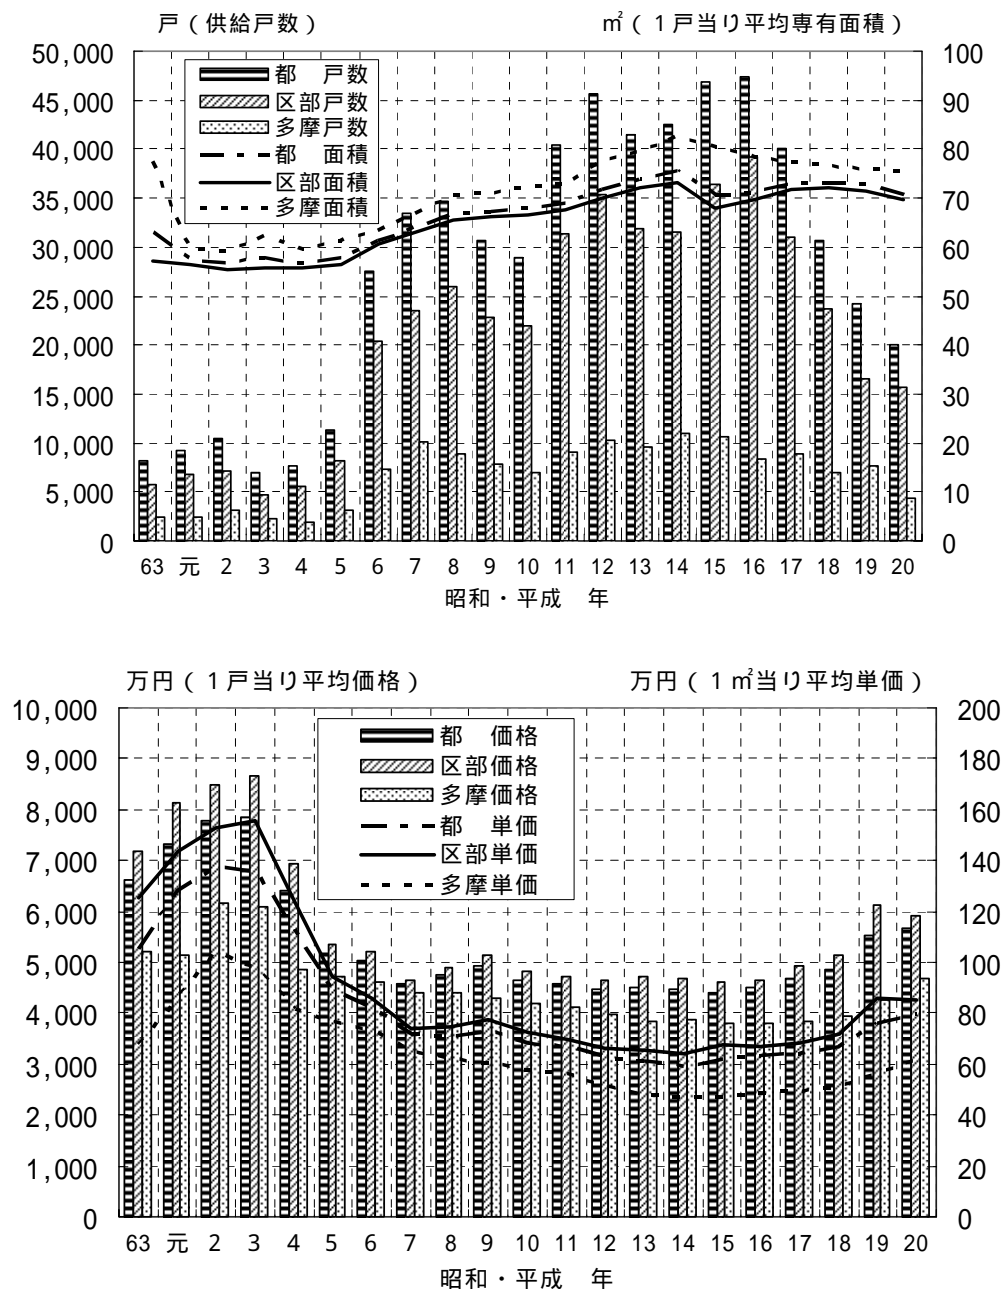 戸（供給戸数）
㎡（１戸当り平均専有面積）
50,000
45,000
40,000
35,000
30,000
25,000
20,000
15,000
10,000
5,000
0
都　戸数
区部戸数
多摩戸数
都　面積
区部面積
多摩面積
100
90
80
70
60
50
40
30
20
10
0
63 元 2 3 4 5 6 7 8 9 10 11 12 13 14 15 16 17 18 19 20
昭和・平成　年
万円（１戸当り平均価格）
万円（１㎡当り平均単価）
10,000
9,000
8,000
7,000
6,000
5,000
4,000
3,000
2,000
1,000
0
都　価格
区部価格
多摩価格
都　単価
区部単価
多摩単価
200
180
160
140
120
100
80
60
40
20
0
63 元 2 3 4 5 6 7 8 9 10 11 12 13 14 15 16 17 18 19 20
昭和・平成　年